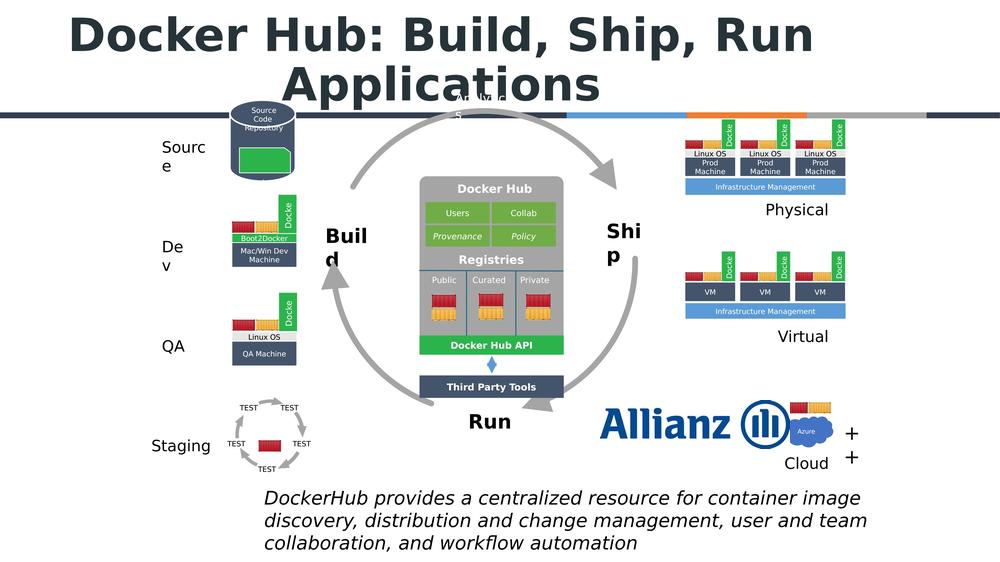 Docker Hub: Build, Ship, Run
Applications
Analytic
s
Source
Code
Repository
Sourc
e
Docke
Boot2Docker
Mac/Win Dev
Machine
De
v
Docke
Linux OS
QA Machine
QA
TEST
TEST
TEST
TEST
TEST
Staging
Buil
d
Docker Hub
Users
Collab
Provenance
Policy
Registries
Public
Curated
Private
Docker Hub API
Third Party Tools
Run
Shi
p
Docke
Docke
Docke
Linux OS
Linux OS
Linux OS
Prod
Machine
Prod
Machine
Prod
Machine
Infrastructure Management
Physical
Docke
Docke
Docke
VM
VM
VM
Infrastructure Management
Virtual
Allianz
Azure
+
+
Cloud
DockerHub provides a centralized resource for container image
discovery, distribution and change management, user and team
collaboration, and workflow automation